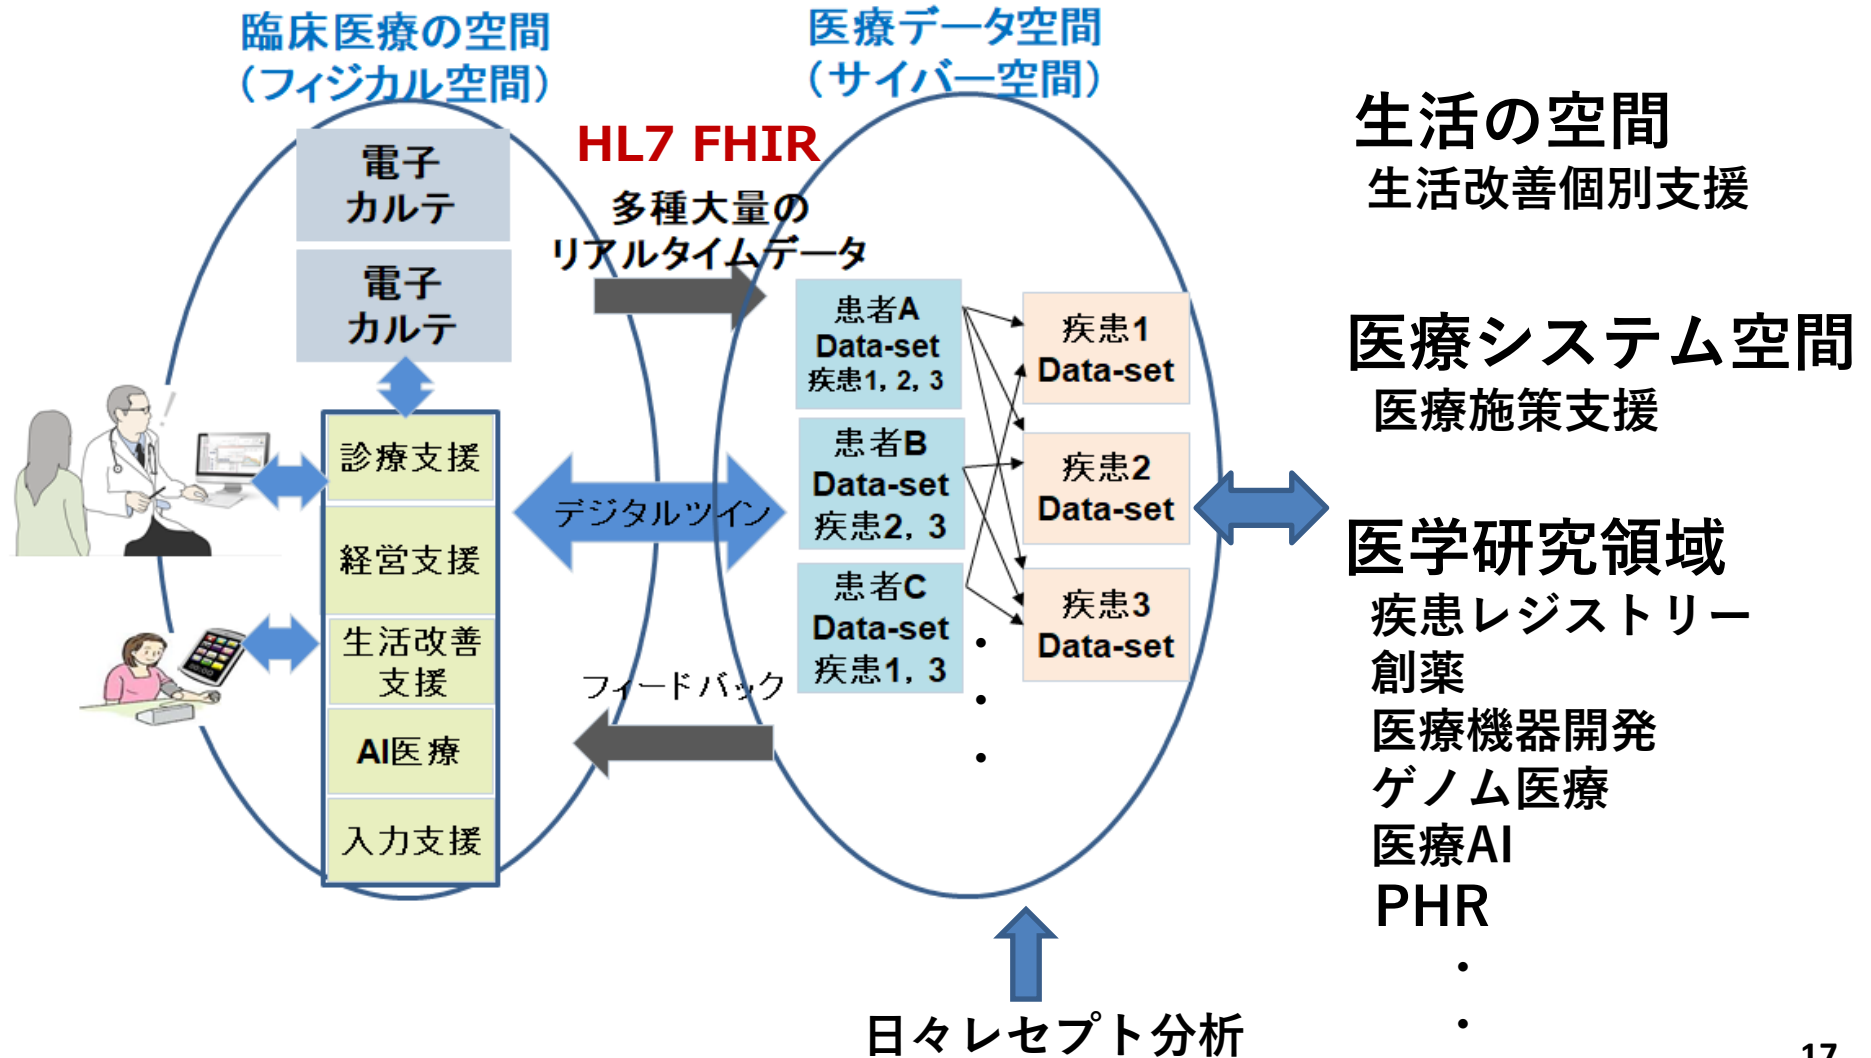 臨床医療の空間
（フィジカル空間）
電子
カルテ
電子
カルテ
診療支援
経営支援
生活改善
支援
AI医療
入力支援
HL7 FHIR
多種大量の
リアルタイムデータ
デジタルツイン
フィードバック
医療データ空間
（サイバー空間）
患者A
Data-set
疾患1, 2, 3
患者B
Data-set
疾患2, 3
患者C
Data-set
疾患1, 3
・
・
・
疾患1
Data-set
疾患2
Data-set
疾患3
Data-set
日々レセプト分析
生活の空間
生活改善個別支援
医療システム空間
医療施策支援
医学研究領域
疾患レジストリー
創薬
医療機器開発
ゲノム医療
医療AI
PHR
・
・
17